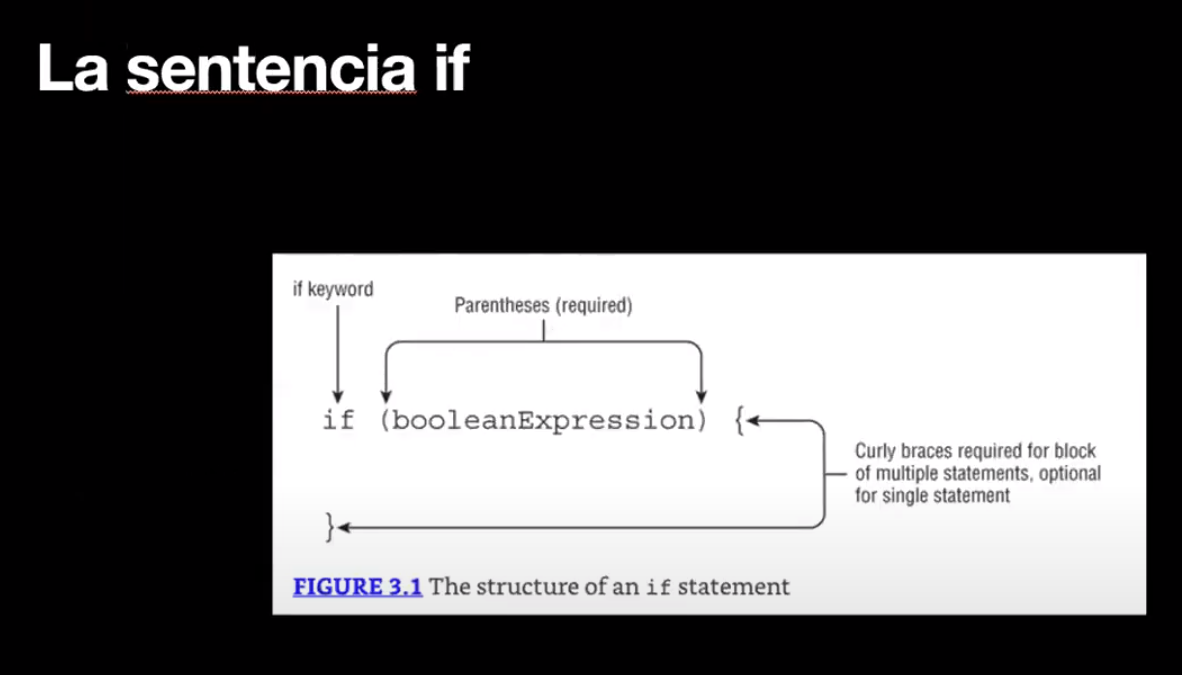 La sentencia if
if keyword
Parentheses (required)
if (booleanExpression) {
Curly braces required for block
of multiple statements, optional
for single statement
}
FIGURE 3.1 The structure of an if statement